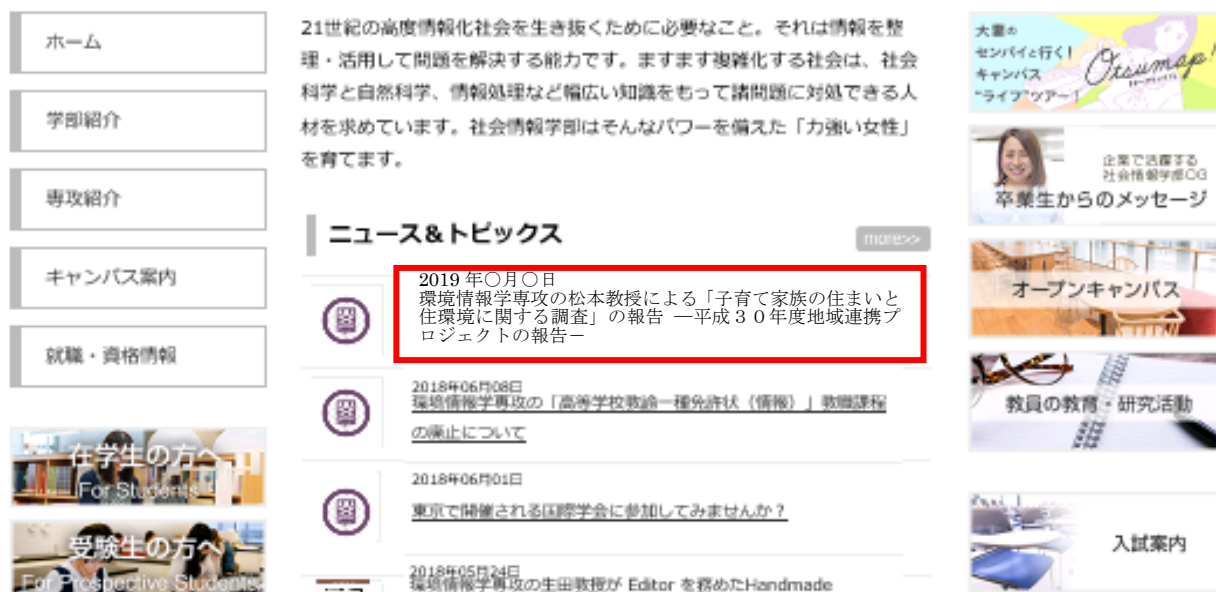 ホーム
学部紹介
専攻紹介
キャンパス案内
就職・資格情報
在学生の方へ
For Students
受験生の方へ
For Prospective Students
21世紀の高度情報化社会を生き抜くために必要なこと。それは情報を整
理・活用して問題を解決する能力です。ますます複雑化する社会は、社会
科学と自然科学、情報処理など幅広い知識をもって諸問題に対処できる人
材を求めています。社会情報学部はそんなパワーを備えた「力強い女性」
を育てます。
ニュース&トピックス
more>>
2019 年〇月〇日
環境情報学専攻の松本教授による「子育て家族の住まいと
住環境に関する調査」の報告 ―平成３０年度地域連携プ
ロジェクトの報告－
2018年06月08日
環境情報学専攻の「高等学校教諭一種免許状（情報）」教職課程
の廃止について
2018年06月01日
東京で開催される国際学会に参加してみませんか？
2018年05月24日
環境情報学専攻の生田教授が Editor を務めたHandmade
大妻の
センパイと行く!
キャンパス
"ライブ"ツアー!
Otsumap!
企業で活躍する
社会情報学部OG
卒業生からのメッセージ
オープンキャンパス
教員の教育・研究活動
入試案内